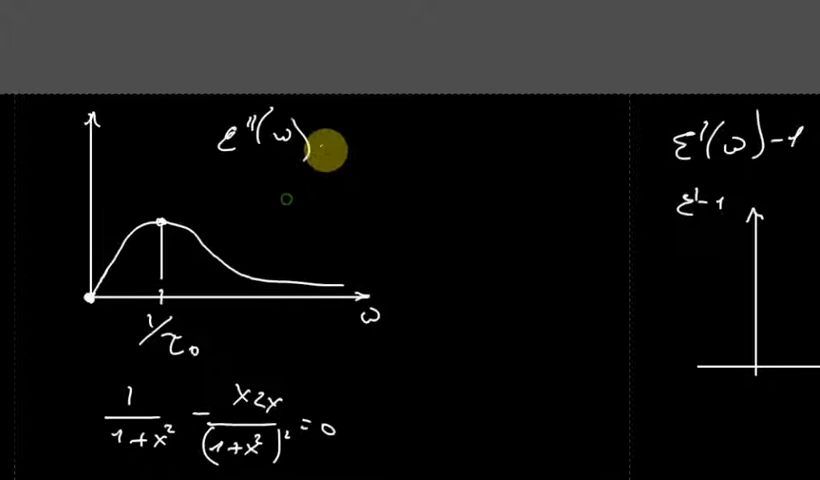 ε''(ω)
ω
1/τ₀
1/(1+x²) - x2x/(1+x²)² = 0
ε'(ω)-1
ε'-1